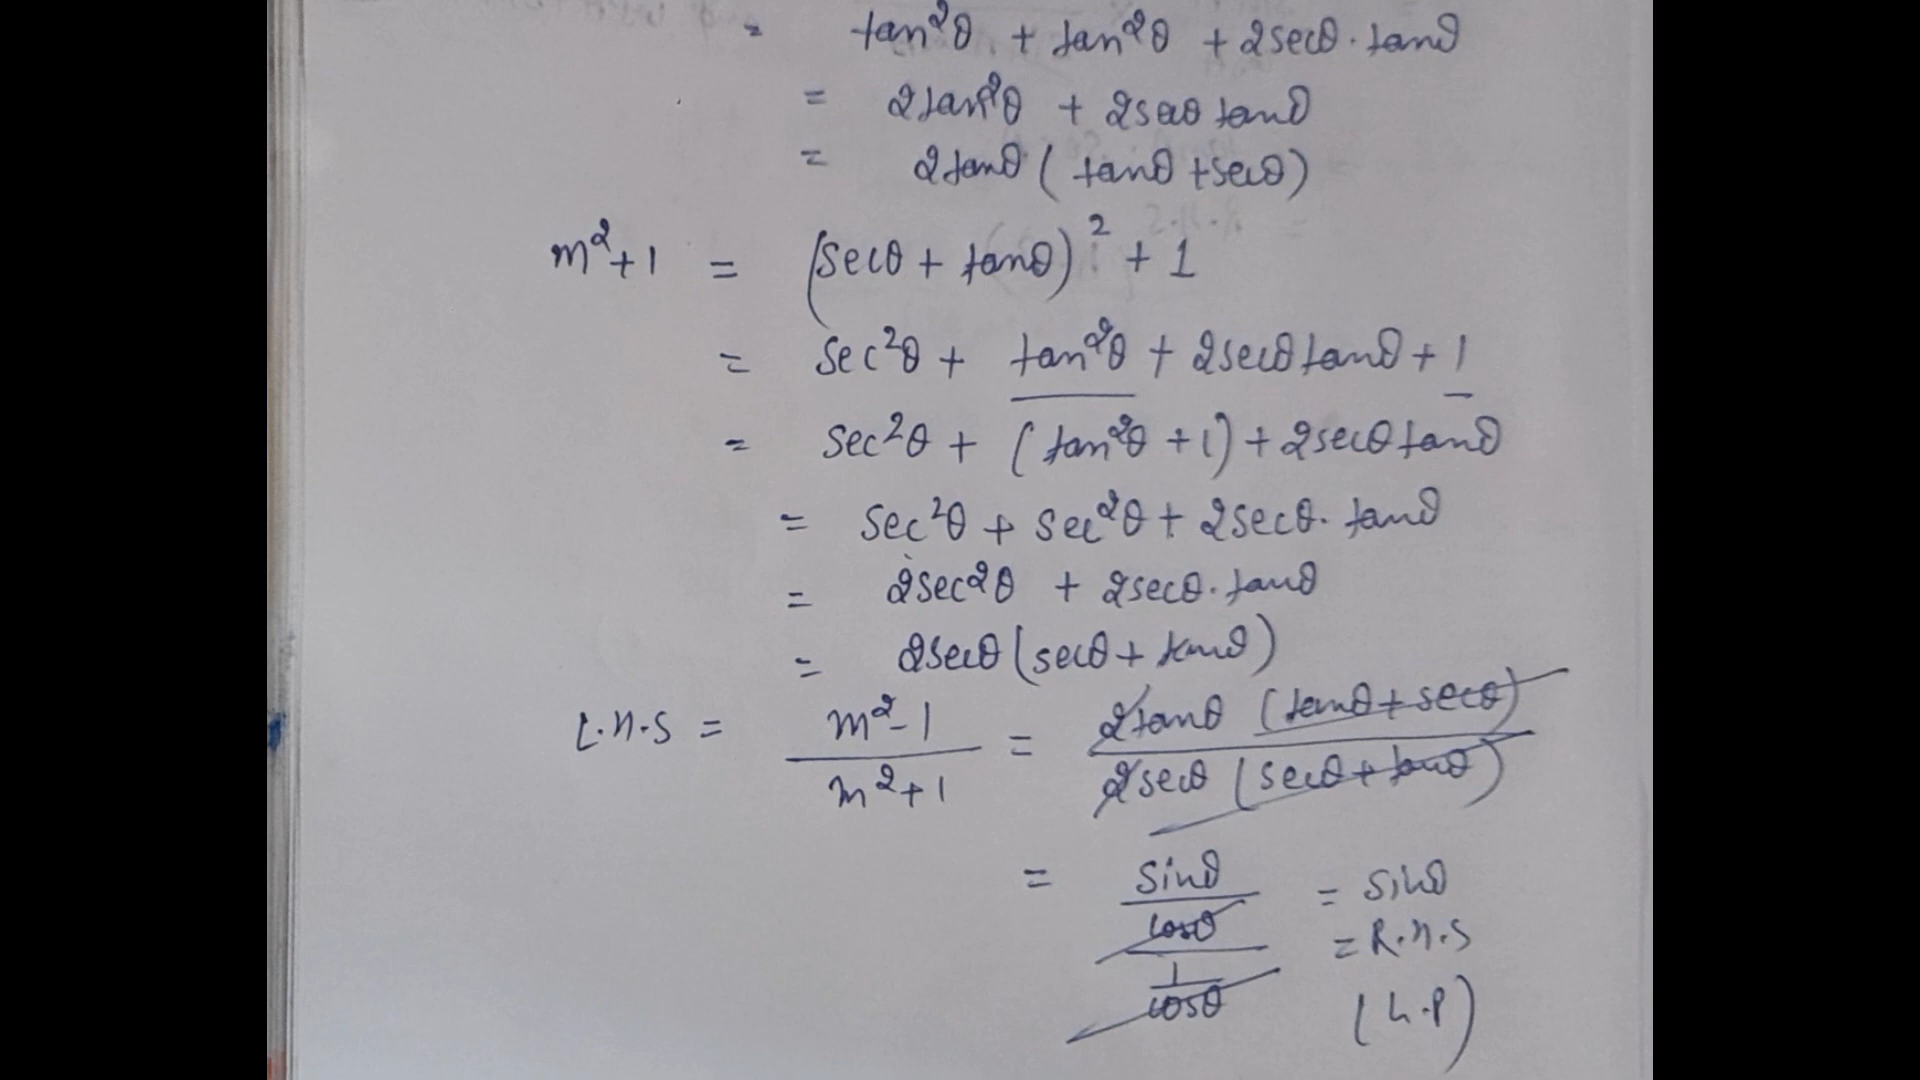 = tan²θ + tan²θ + 2secθ . tanθ
= 2tan²θ + 2secθ tanθ
= 2tanθ ( tanθ + secθ)
m²+1 = (secθ + tanθ)² + 1
= sec²θ + tan²θ + 2secθ tanθ + 1
= sec²θ + ( tan²θ + 1) + 2secθ tanθ
= sec²θ + sec²θ + 2secθ. tanθ
= 2sec²θ + 2secθ. tanθ
= 2secθ (secθ + tanθ)
L.H.S = m²-1 / m²+1 = 2tanθ (tanθ + secθ) / 2secθ (secθ + tanθ)
= sinθ / cosθ / 1 / cosθ = sinθ
= R.H.S
(H.P)